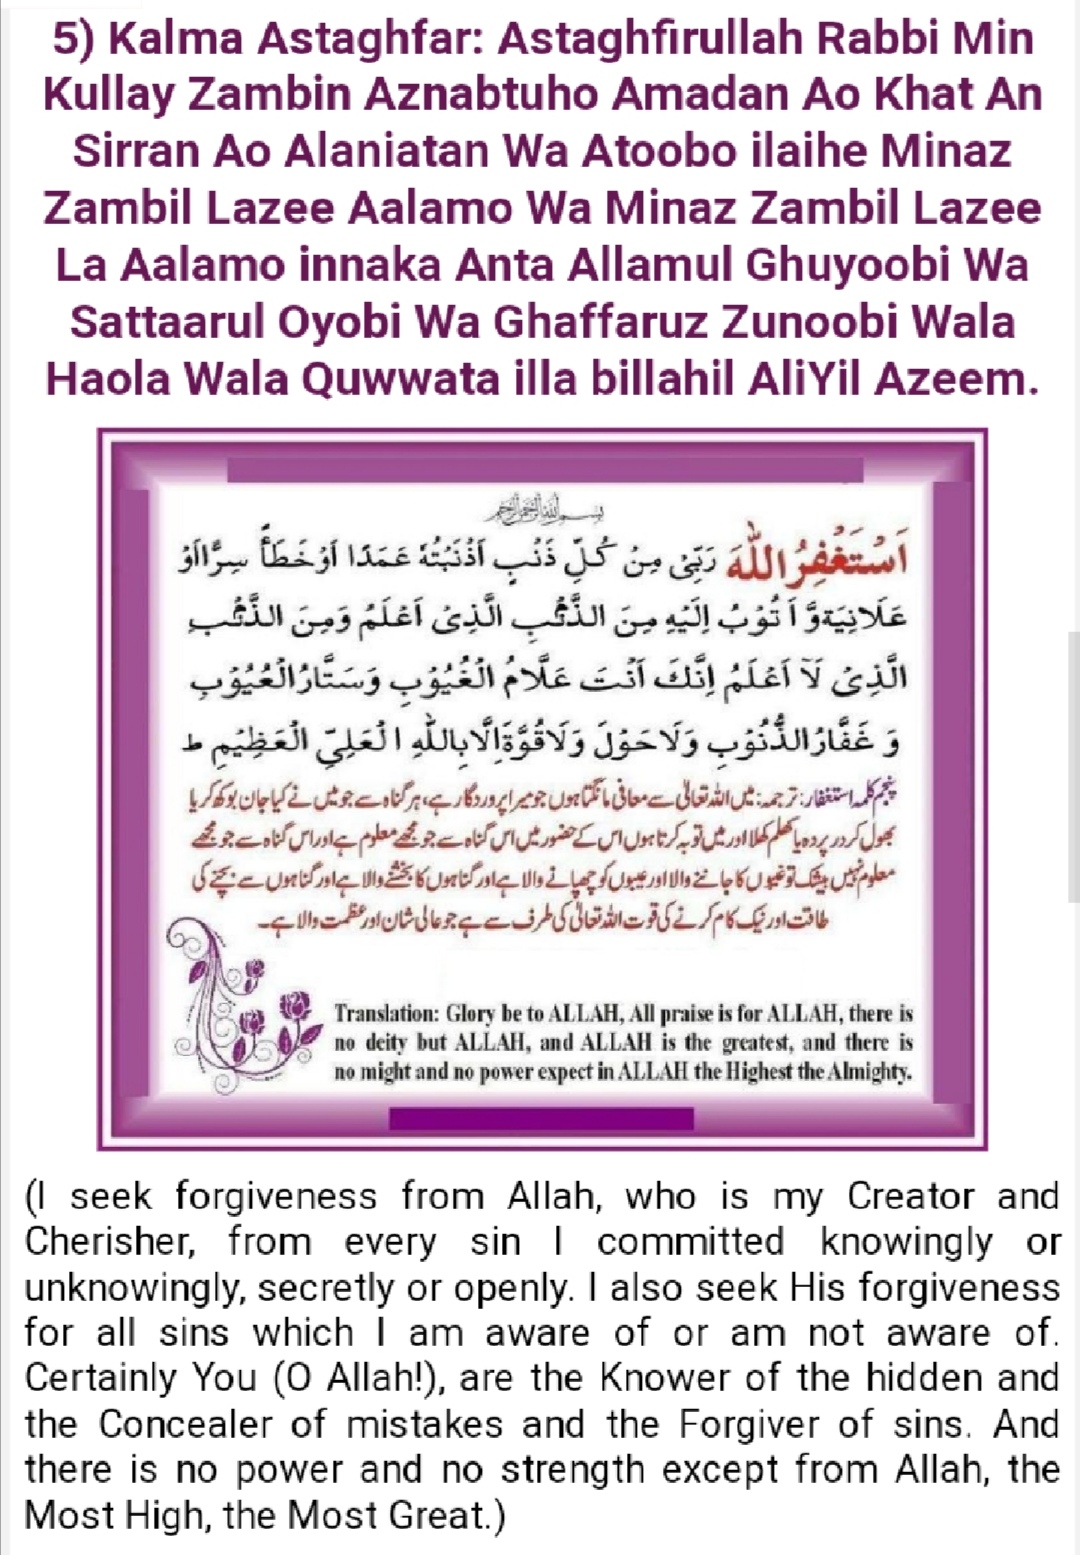 5) Kalma Astaghfar: Astaghfirullah Rabbi Min
Kullay Zambin Aznabtuho Amadan Ao Khat An
Sirran Ao Alaniatan Wa Atoobo ilaihe Minaz
Zambil Lazee Aalamo Wa Minaz Zambil Lazee
La Aalamo innaka Anta Allamul Ghuyoobi Wa
Sattaarul Oyobi Wa Ghaffaruz Zunoobi Wala
Haola Wala Quwwata illa billahil AliYil Azeem.
بسم الله الرحمن الرحيم
اَسْتَغْفِرُ اللّٰهَ رَبِّیْ مِنْ کُلِّ ذَنْۢبٍ اَذْنَبْتُهٗ عَمَدًا اَوْ خَطَأً سِرًّا اَوْ
عَلَانِیَةً وَّ اَتُوْبُ اِلَیْهِ مِنَ الذَّنْۢبِ الَّذِیْ اَعْلَمُ وَمِنَ الذَّنْۢبِ
الَّذِیْ لَآ اَعْلَمُ اِنَّكَ اَنْتَ عَلَّامُ الْغُیُوْبِ وَسَتَّارُ الْعُیُوْبِ
وَ غَفَّارُ الذُّنُوْبِ وَلَا حَوْلَ وَلَا قُوَّةَ اِلَّا بِاللّٰهِ الْعَلِیِّ الْعَظِیْمِ ط
پنجم کلمہ استغفار: ترجمہ: میں اللہ تعالیٰ سے معافی مانگتا ہوں جو میرا پروردگار ہے، ہر گناہ سے جو میں نے کیا جان بوجھ کر یا
بھول کر در پردہ یا کھلم کھلا اور میں توبہ کرتا ہوں اس کے حضور میں اس گناہ سے جو مجھے معلوم ہے اور اس گناہ سے جو مجھے
معلوم نہیں بیشک تو غیبوں کا جاننے والا اور عیبوں کو چھپانے والا ہے اور گناہوں کا بخشنے والا ہے اور گناہوں سے بچنے کی
طاقت اور نیک کام کرنے کی قوت اللہ تعالیٰ کی طرف سے ہے جو عالی شان اور عظمت والا ہے۔
Translation: Glory be to ALLAH, All praise is for ALLAH, there is
no deity but ALLAH, and ALLAH is the greatest, and there is
no might and no power expect in ALLAH the Highest the Almighty.
(I seek forgiveness from Allah, who is my Creator and
Cherisher, from every sin I committed knowingly or
unknowingly, secretly or openly. I also seek His forgiveness
for all sins which I am aware of or am not aware of.
Certainly You (O Allah!), are the Knower of the hidden and
the Concealer of mistakes and the Forgiver of sins. And
there is no power and no strength except from Allah, the
Most High, the Most Great.)